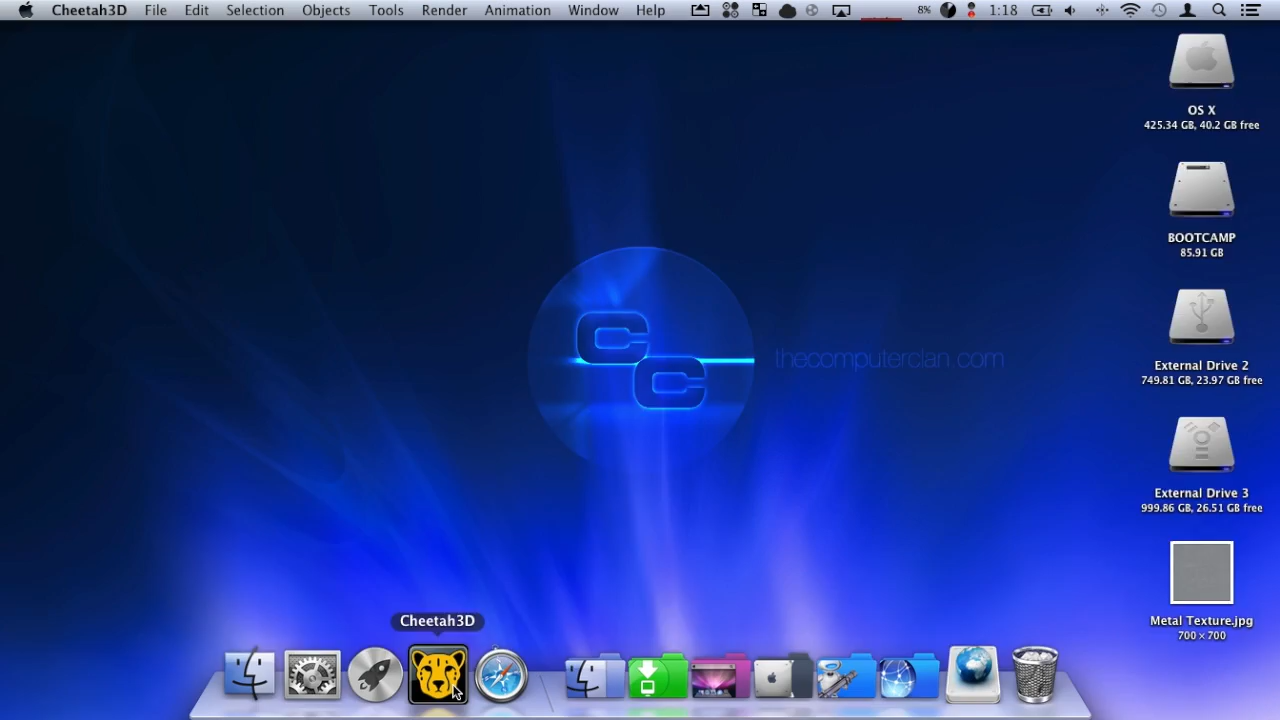 Cheetah3D File Edit Selection Objects Tools Render Animation Window Help 8% 1:18
OS X
425.34 GB, 40.2 GB free
BOOTCAMP
85.91 GB
External Drive 2
749.81 GB, 23.97 GB free
CC
thecomputerclan.com
External Drive 3
999.86 GB, 26.51 GB free
Metal Texture.jpg
700 × 700
Cheetah3D